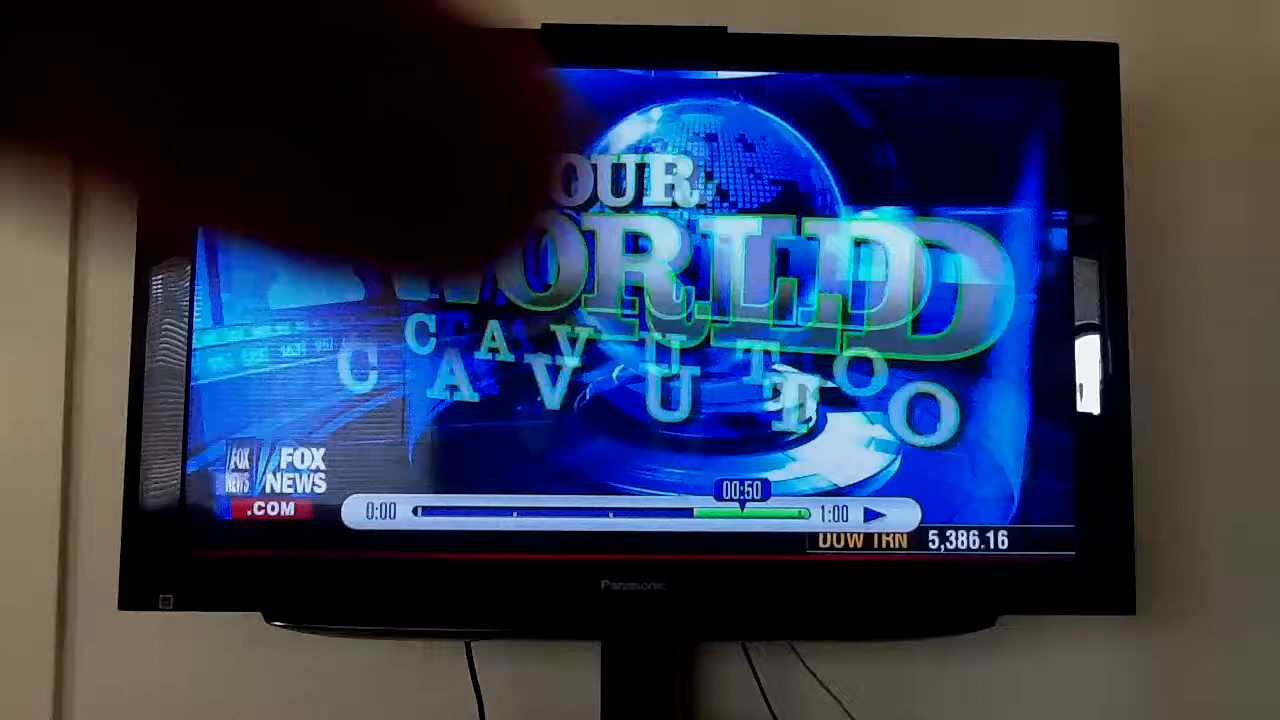 OUR
WORLD
CAVUTO
CAVUTO
FOX NEWS
FOX
NEWS
.COM
0:00
00:50
1:00
DOW TRN 5,386.16
Panasonic